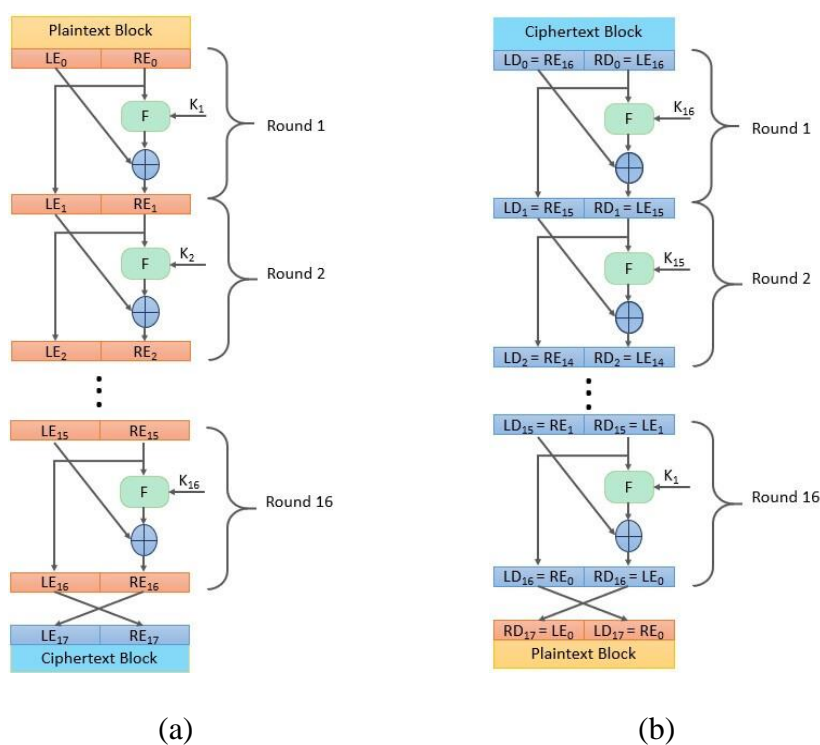 Plaintext Block
LE₀ RE₀
K₁
F
Round 1
LE₁ RE₁
K₂
F
Round 2
LE₂ RE₂
LE₁₅ RE₁₅
K₁₆
F
Round 16
LE₁₆ RE₁₆
LE₁₇ RE₁₇
Ciphertext Block
(a)
Ciphertext Block
LD₀ = RE₁₆ RD₀ = LE₁₆
K₁₆
F
Round 1
LD₁ = RE₁₅ RD₁ = LE₁₅
K₁₅
F
Round 2
LD₂ = RE₁₄ RD₂ = LE₁₄
LD₁₅ = RE₁ RD₁₅ = LE₁
K₁
F
Round 16
LD₁₆ = RE₀ RD₁₆ = LE₀
RD₁₇ = LE₀ LD₁₇ = RE₀
Plaintext Block
(b)